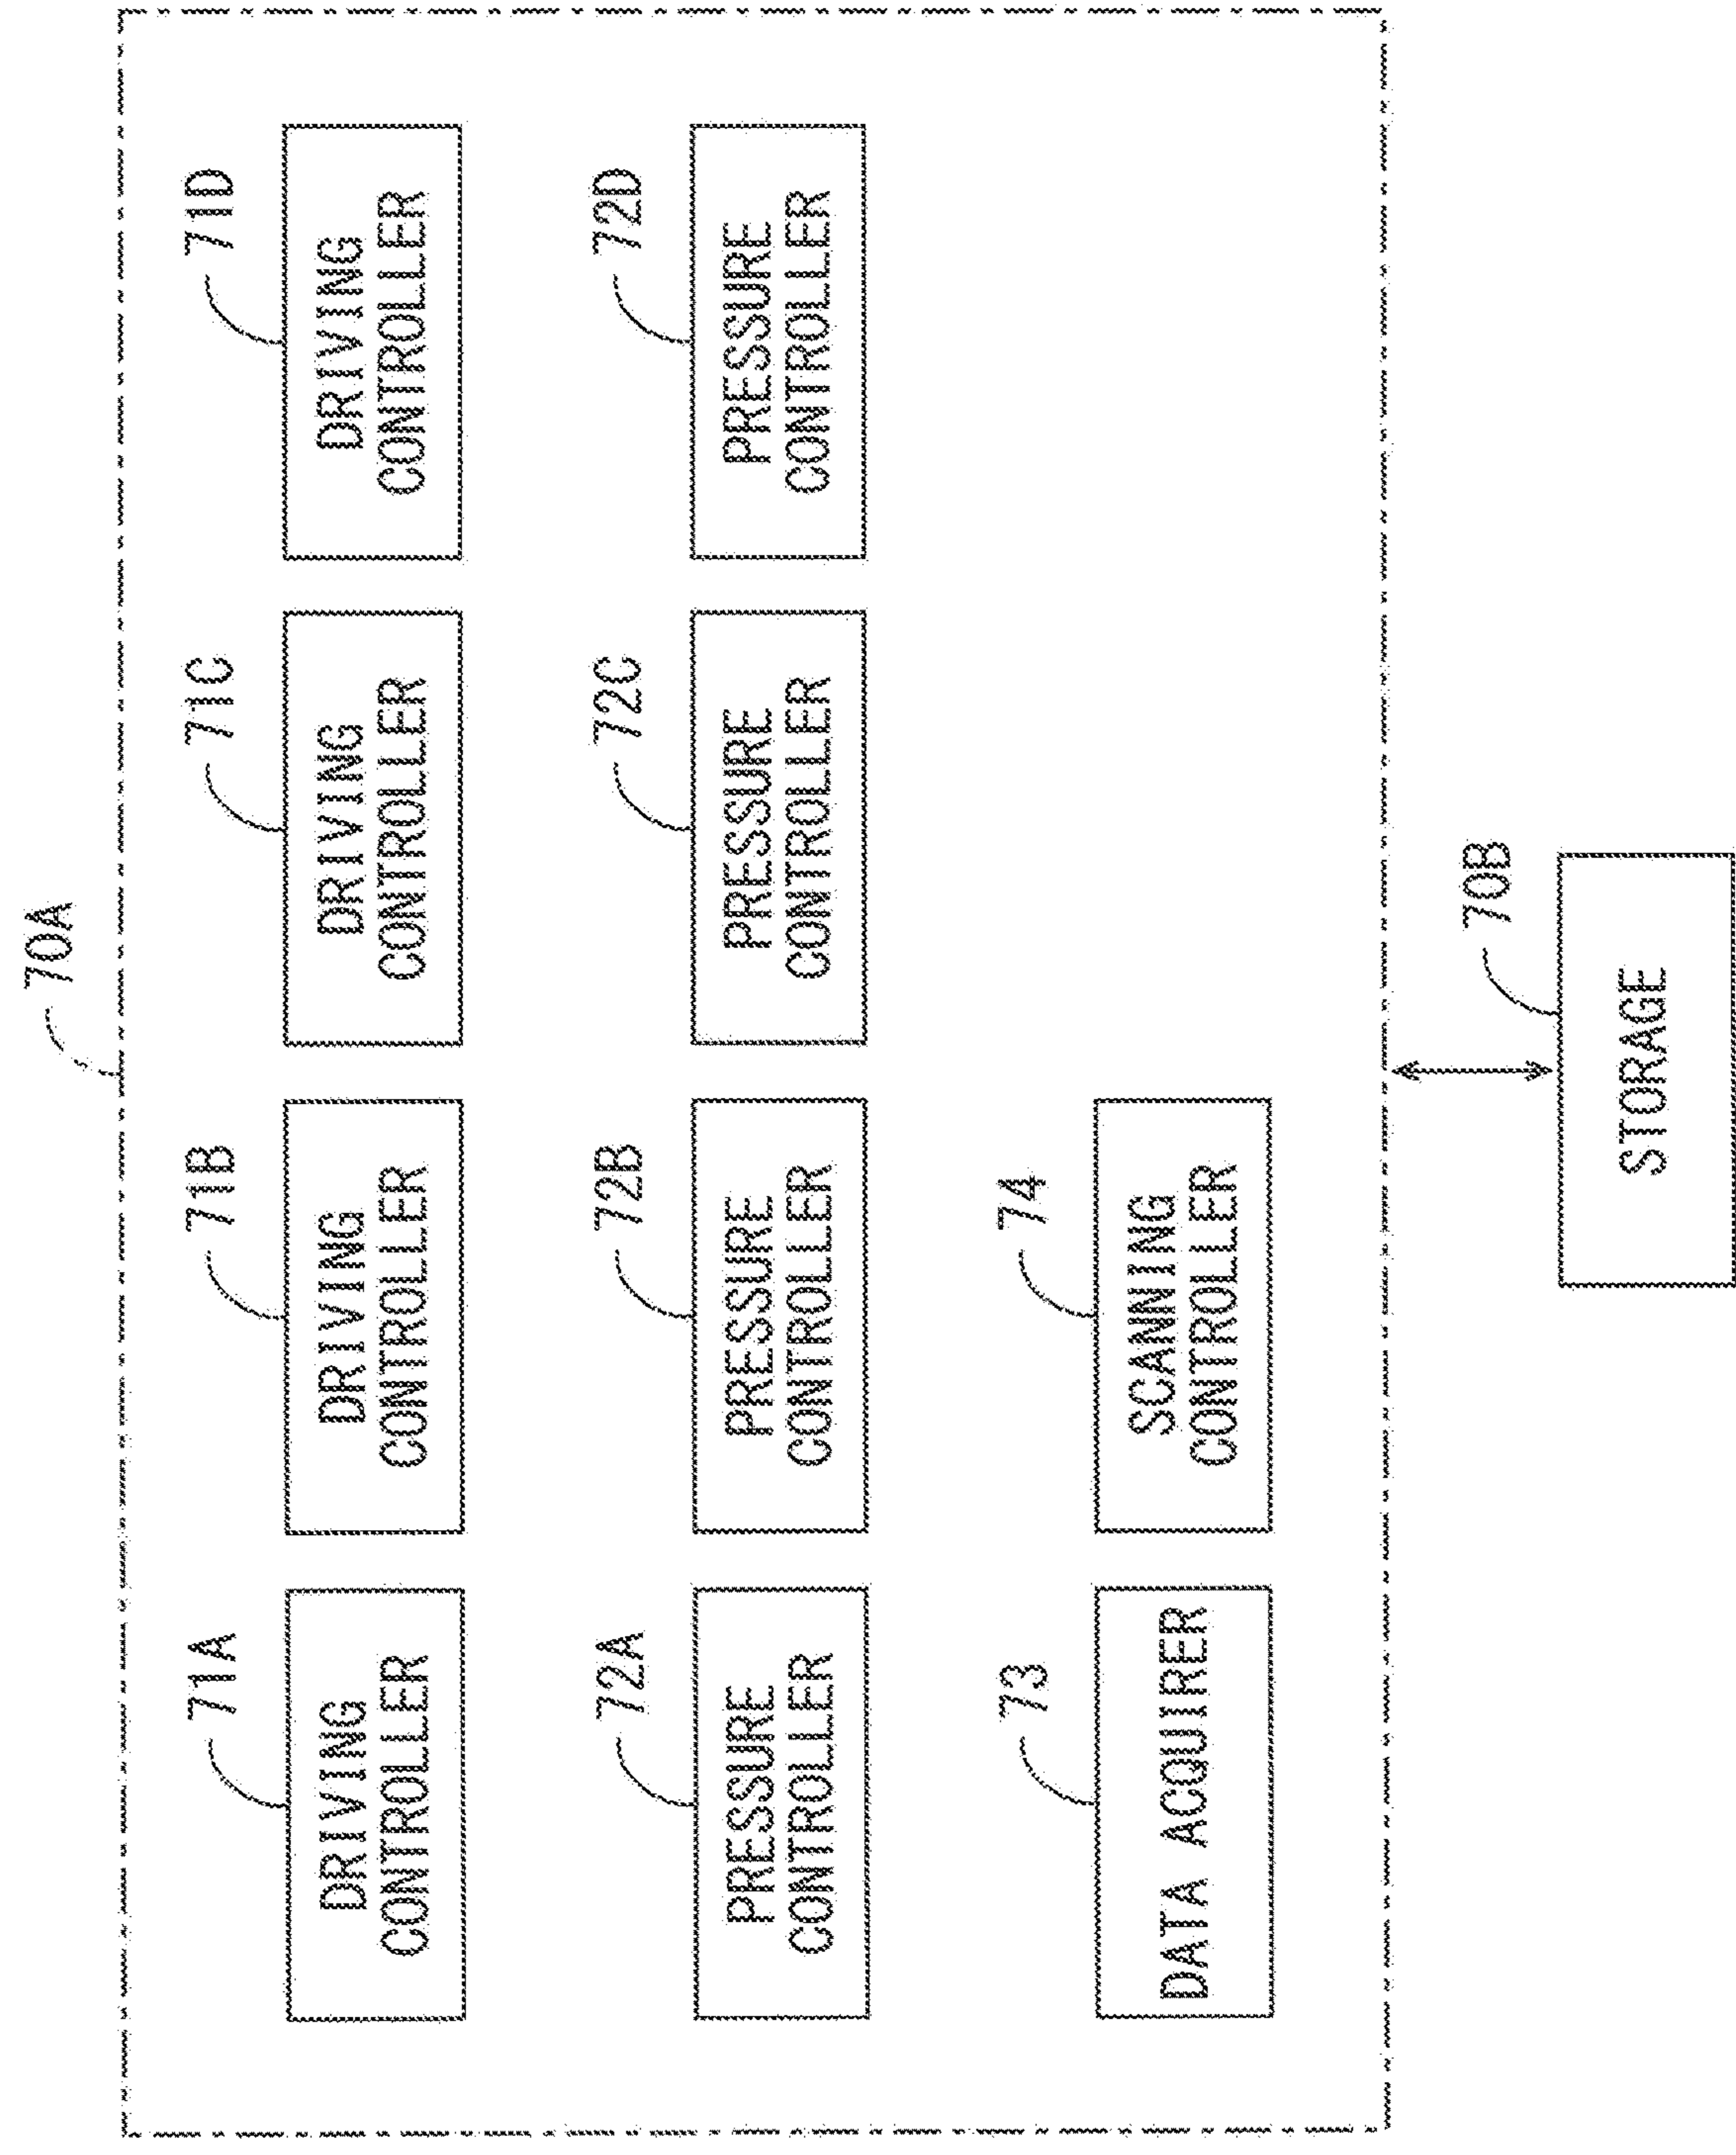 70A
71A
71B
71C
71D
DRIVING
CONTROLLER
DRIVING
CONTROLLER
DRIVING
CONTROLLER
DRIVING
CONTROLLER
72A
72B
72C
72D
PRESSURE
CONTROLLER
PRESSURE
CONTROLLER
PRESSURE
CONTROLLER
PRESSURE
CONTROLLER
73
74
DATA ACQUIRER
SCANNING
CONTROLLER
70B
STORAGE